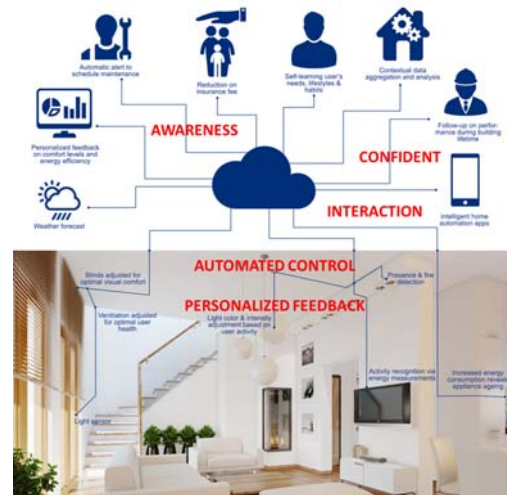 Automatic alert to
schedule maintenance
Reduction on
insurance fee
Self-learning user's
needs, lifestyles &
habits
Contextual data
aggregation and analysis
AWARENESS
Personalized feedback
on comfort levels and
energy efficiency
CONFIDENT
Follow-up on perfor-
mance during building
lifetime
Weather forecast
INTERACTION
Intelligent home
automation apps
AUTOMATED CONTROL
Blinds adjusted for
optimal visual comfort
Presence & fire
detection
PERSONALIZED FEEDBACK
Ventilation adjusted
for optimal user
health
Light color & intensity
adjustment based on
user activity
Activity recognition via
energy measurements
Increased energy
consumption reveals
appliance ageing
Light sensor